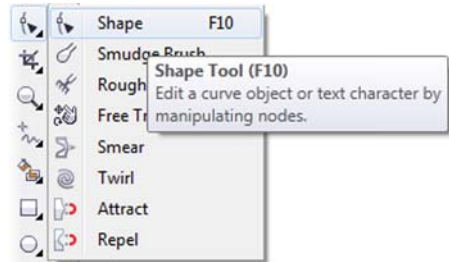 Shape F10
Smudge Brush
Shape Tool (F10)
Rough
Edit a curve object or text character by
Free Tr
manipulating nodes.
Smear
Twirl
Attract
Repel